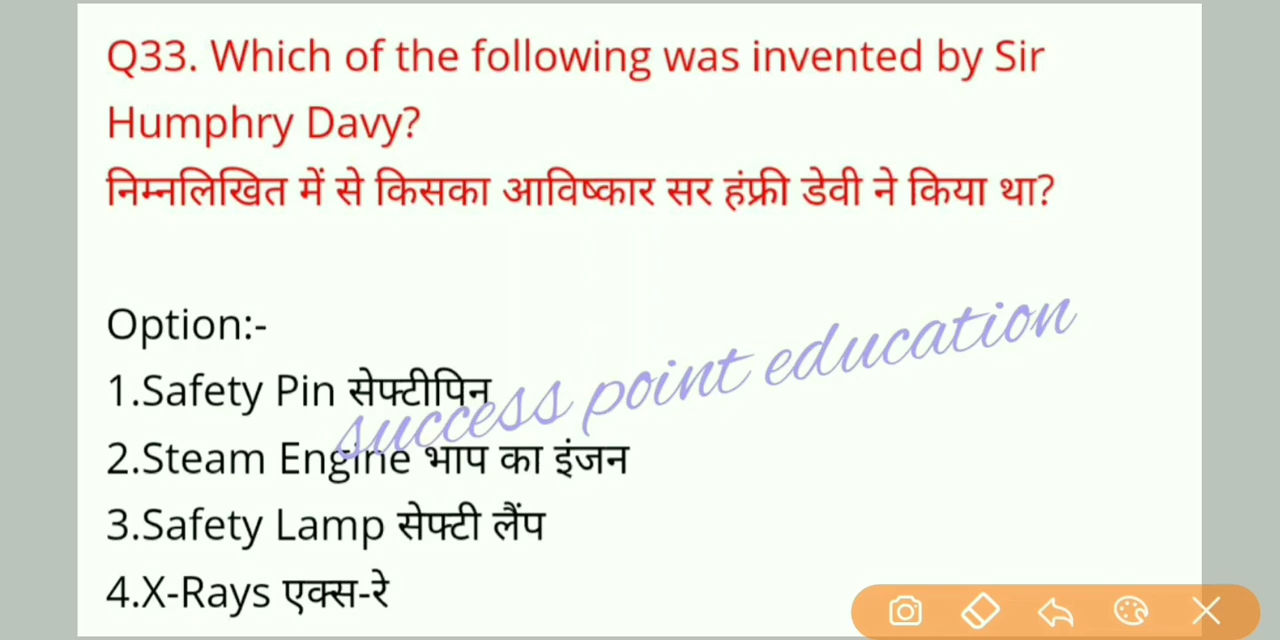 Q33. Which of the following was invented by Sir
Humphry Davy?
निम्नलिखित में से किसका आविष्कार सर हंफ्री डेवी ने किया था?
Option:-
1.Safety Pin सेफ्टीपिन
success point education
2.Steam Engine भाप का इंजन
3.Safety Lamp सेफ्टी लैंप
4.X-Rays एक्स-रे